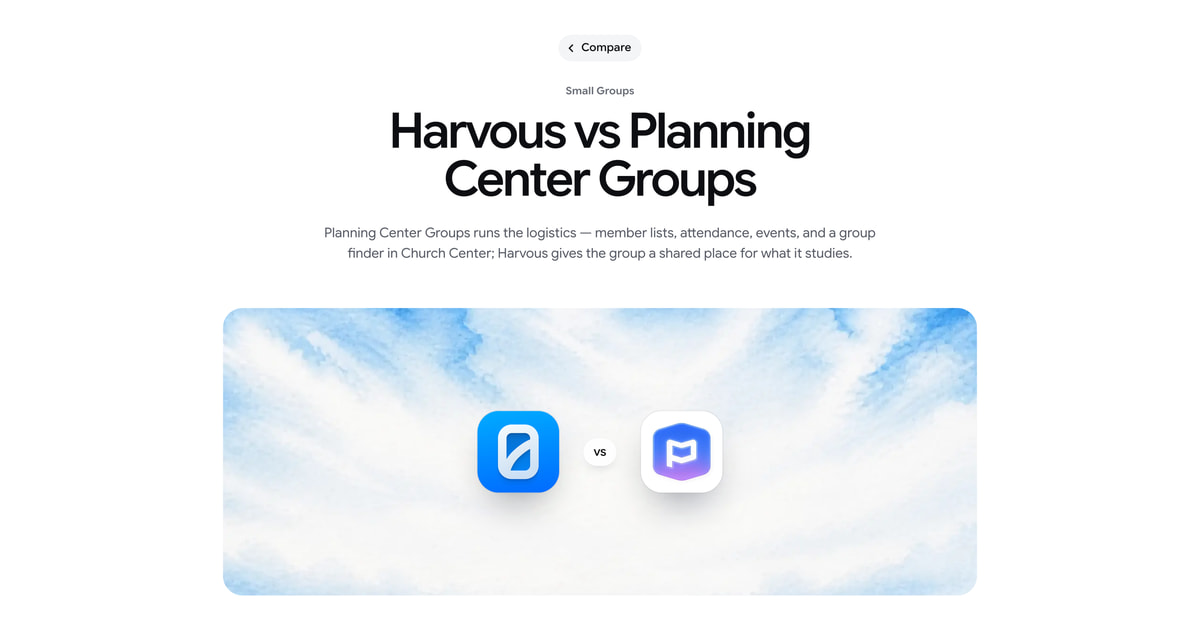 Compare
Small Groups
Harvous vs Planning
Center Groups
Planning Center Groups runs the logistics — member lists, attendance, events, and a group
finder in Church Center; Harvous gives the group a shared place for what it studies.
VS